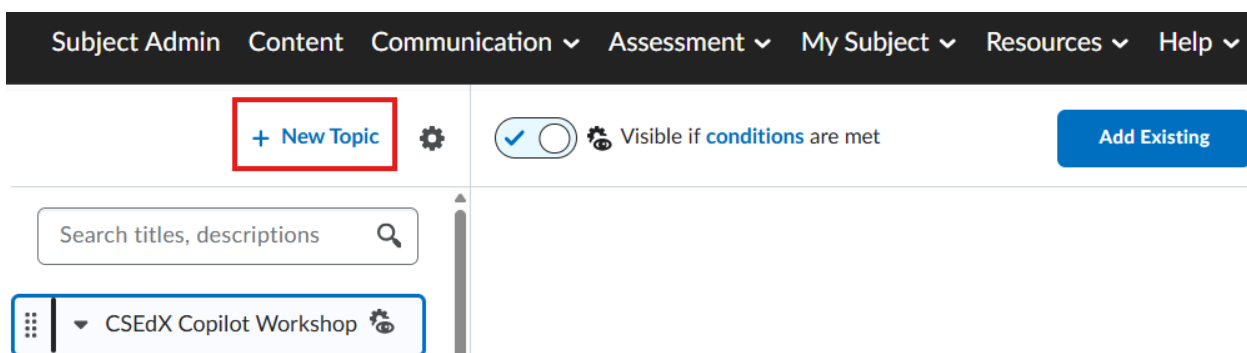 Subject Admin Content Communication Assessment My Subject Resources Help
+ New Topic
Visible if conditions are met
Add Existing
Search titles, descriptions
CSEdX Copilot Workshop